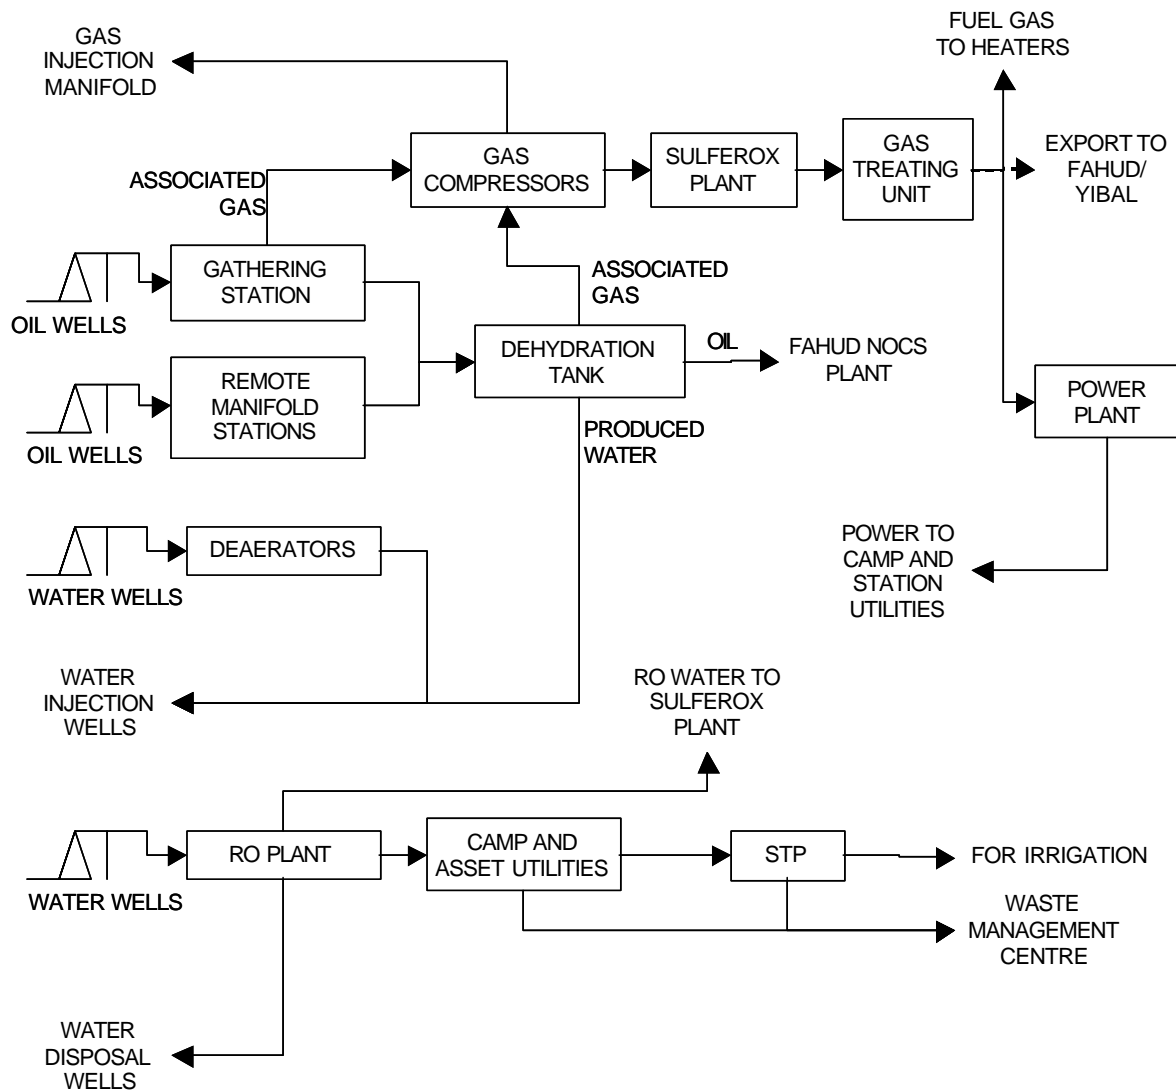 GAS
INJECTION
MANIFOLD
FUEL GAS
TO HEATERS
GAS
COMPRESSORS
SULFEROX
PLANT
GAS
TREATING
UNIT
EXPORT TO
FAHUD/
YIBAL
ASSOCIATED
GAS
GATHERING
STATION
OIL WELLS
ASSOCIATED
GAS
DEHYDRATION
TANK
OIL
FAHUD NOCS
PLANT
REMOTE
MANIFOLD
STATIONS
OIL WELLS
PRODUCED
WATER
POWER
PLANT
DEAERATORS
WATER WELLS
POWER TO
CAMP AND
STATION
UTILITIES
WATER
INJECTION
WELLS
RO WATER TO
SULFEROX
PLANT
RO PLANT
WATER WELLS
CAMP AND
ASSET UTILITIES
STP
FOR IRRIGATION
WASTE
MANAGEMENT
CENTRE
WATER
DISPOSAL
WELLS